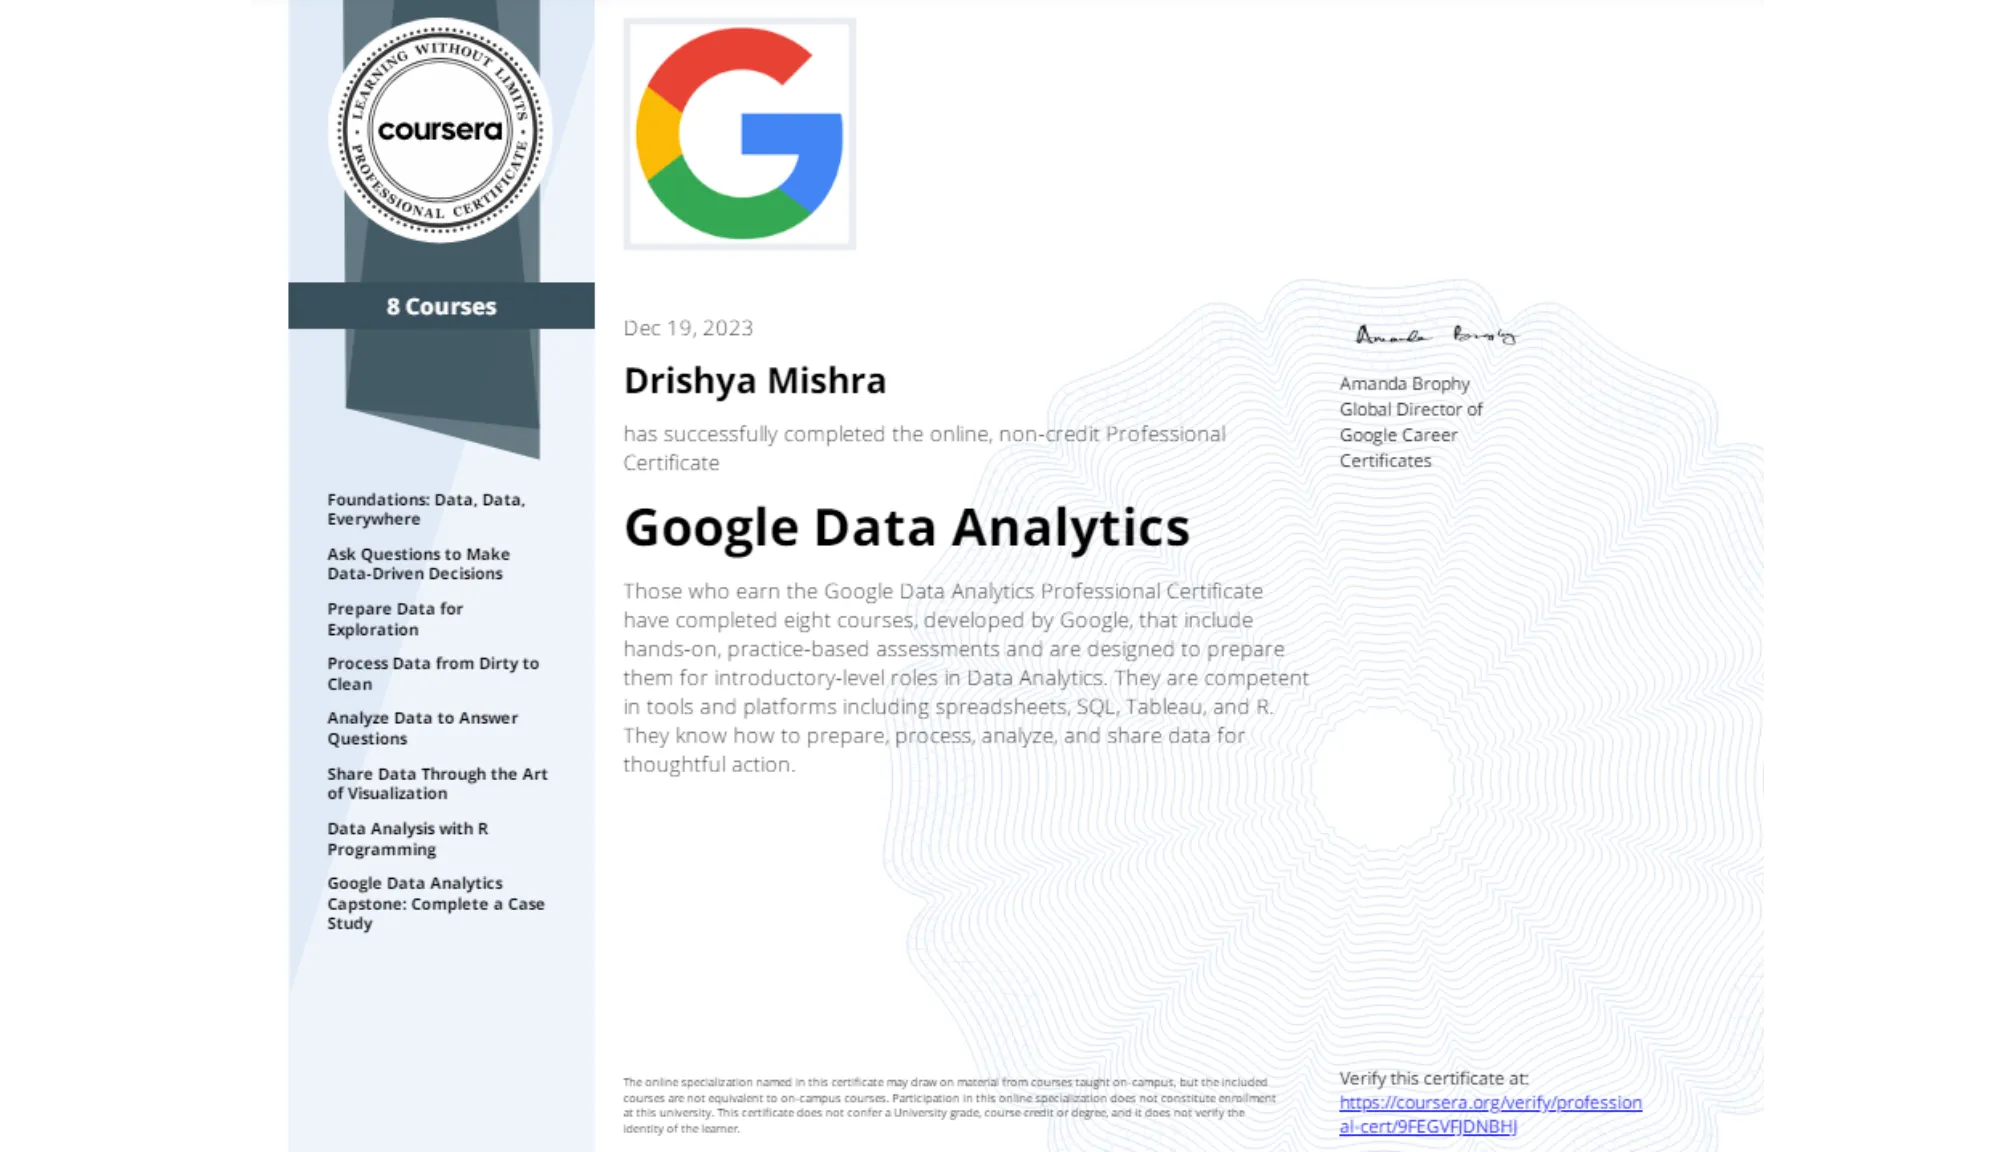 LEARNING WITHOUT LIMITS
coursera
PROFESSIONAL CERTIFICATE
8 Courses
Foundations: Data, Data,
Everywhere
Ask Questions to Make
Data-Driven Decisions
Prepare Data for
Exploration
Process Data from Dirty to
Clean
Analyze Data to Answer
Questions
Share Data Through the Art
of Visualization
Data Analysis with R
Programming
Google Data Analytics
Capstone: Complete a Case
Study
Dec 19, 2023
Drishya Mishra
has successfully completed the online, non-credit Professional
Certificate
Google Data Analytics
Those who earn the Google Data Analytics Professional Certificate
have completed eight courses, developed by Google, that include
hands-on, practice-based assessments and are designed to prepare
them for introductory-level roles in Data Analytics. They are competent
in tools and platforms including spreadsheets, SQL, Tableau, and R.
They know how to prepare, process, analyze, and share data for
thoughtful action.
Amanda Brophy
Amanda Brophy
Global Director of
Google Career
Certificates
The online specialization named in this certificate may draw on material from courses taught on-campus, but the included
courses are not equivalent to on-campus courses. Participation in this online specialization does not constitute enrollment
at this university. This certificate does not confer a University grade, course credit or degree, and it does not verify the
identity of the learner.
Verify this certificate at:
https://coursera.org/verify/profession
al-cert/9FEGVFJDNBHJ